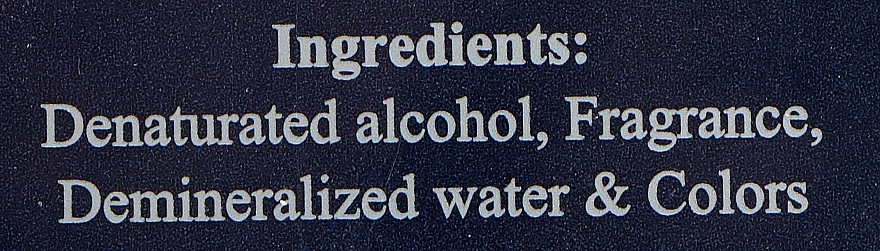 Ingredients:
Denaturated alcohol, Fragrance,
Demineralized water & Colors